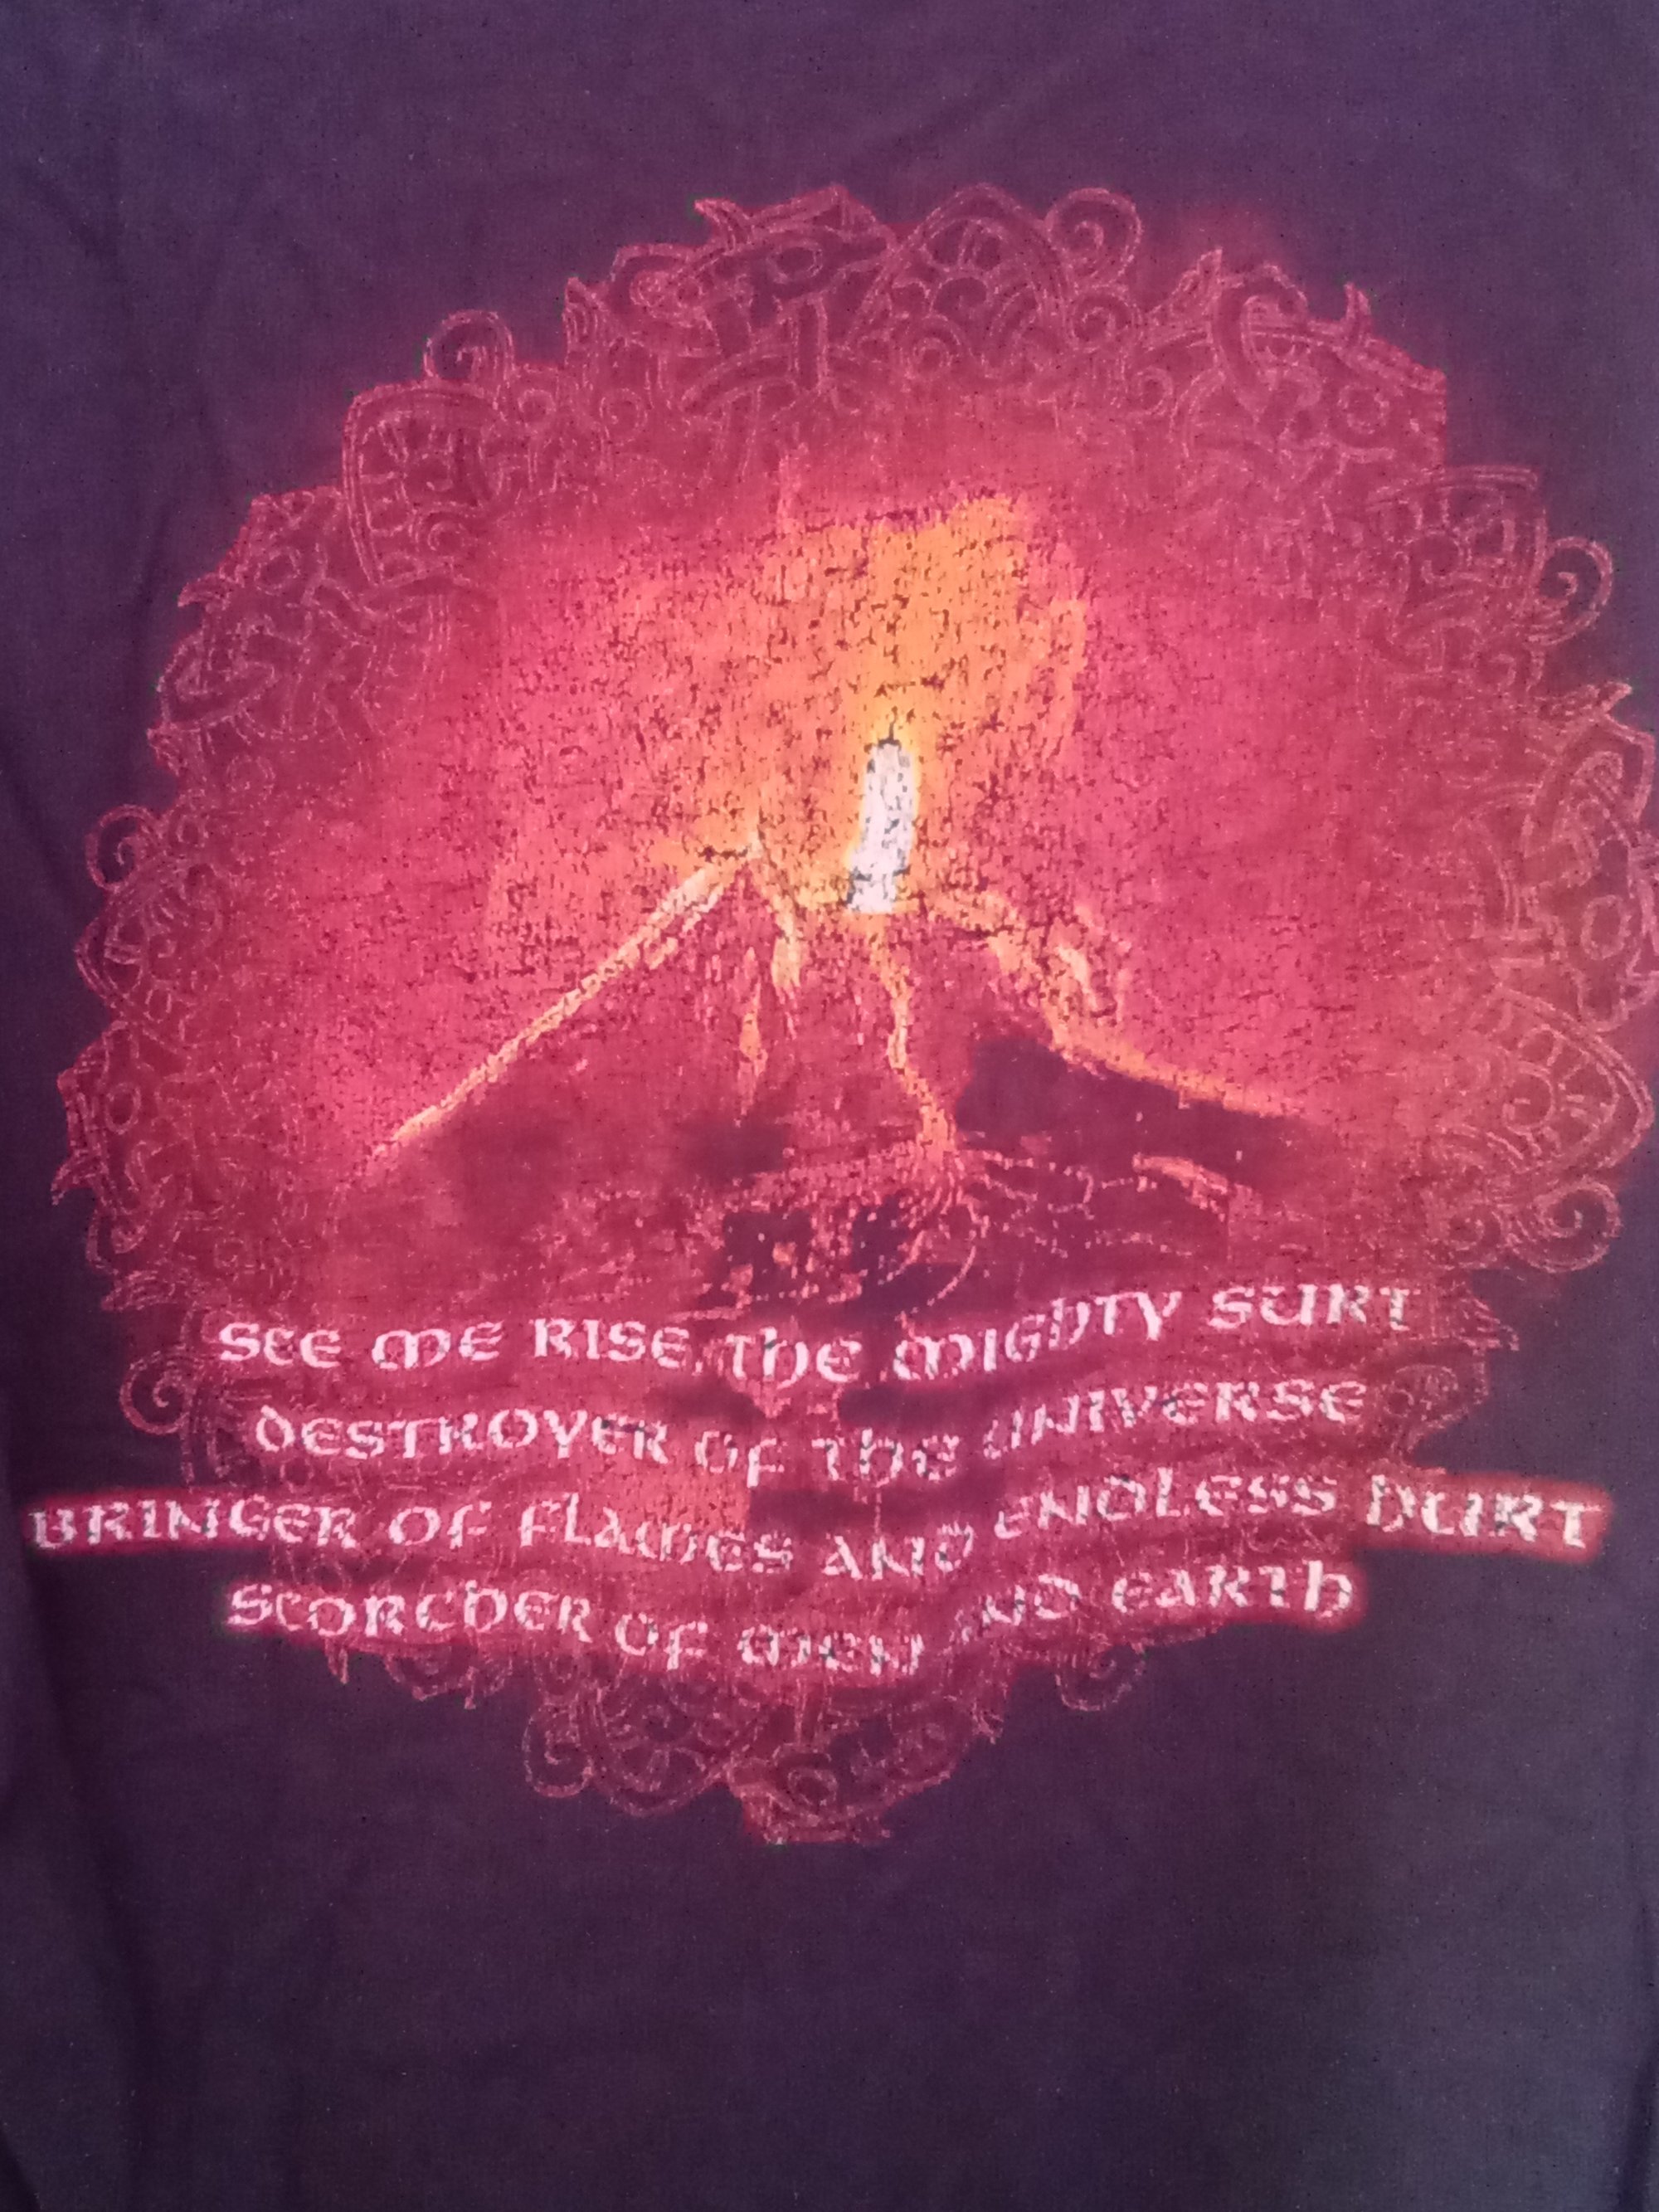 SEE ME RISE, THE MIGHTY SURT
DESTROYER OF THE UNIVERSE
BRINGER OF FLAMES AND ENDLESS HURT
SCORCHER OF MEN AND EARTH